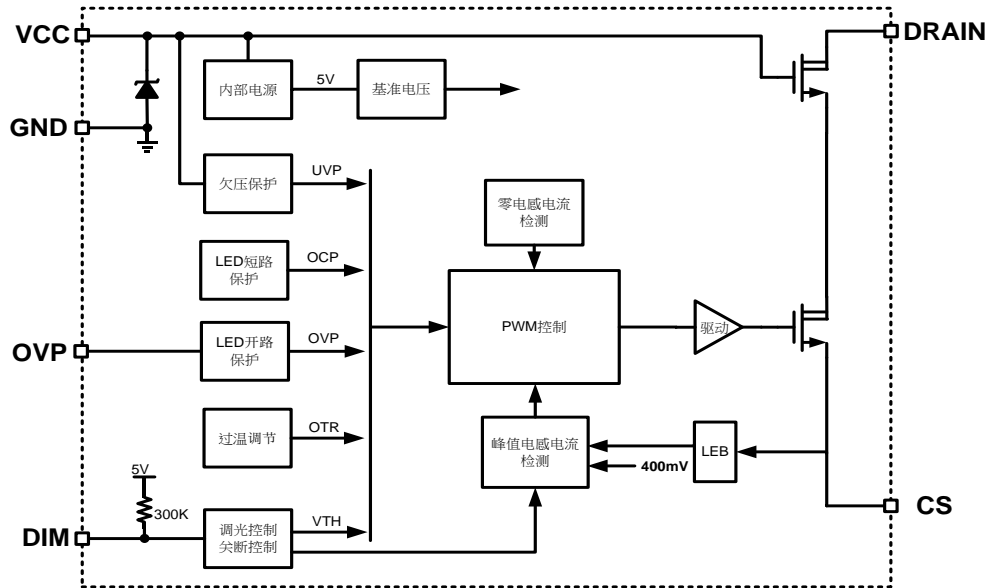 VCC
DRAIN
内部电源
5V
基准电压
GND
欠压保护
UVP
零电感电流
检测
LED短路
保护
OCP
PWM控制
驱动
OVP
LED开路
保护
OVP
过温调节
OTR
峰值电感电流
检测
LEB
400mV
5V
300K
CS
DIM
调光控制
关断控制
VTH